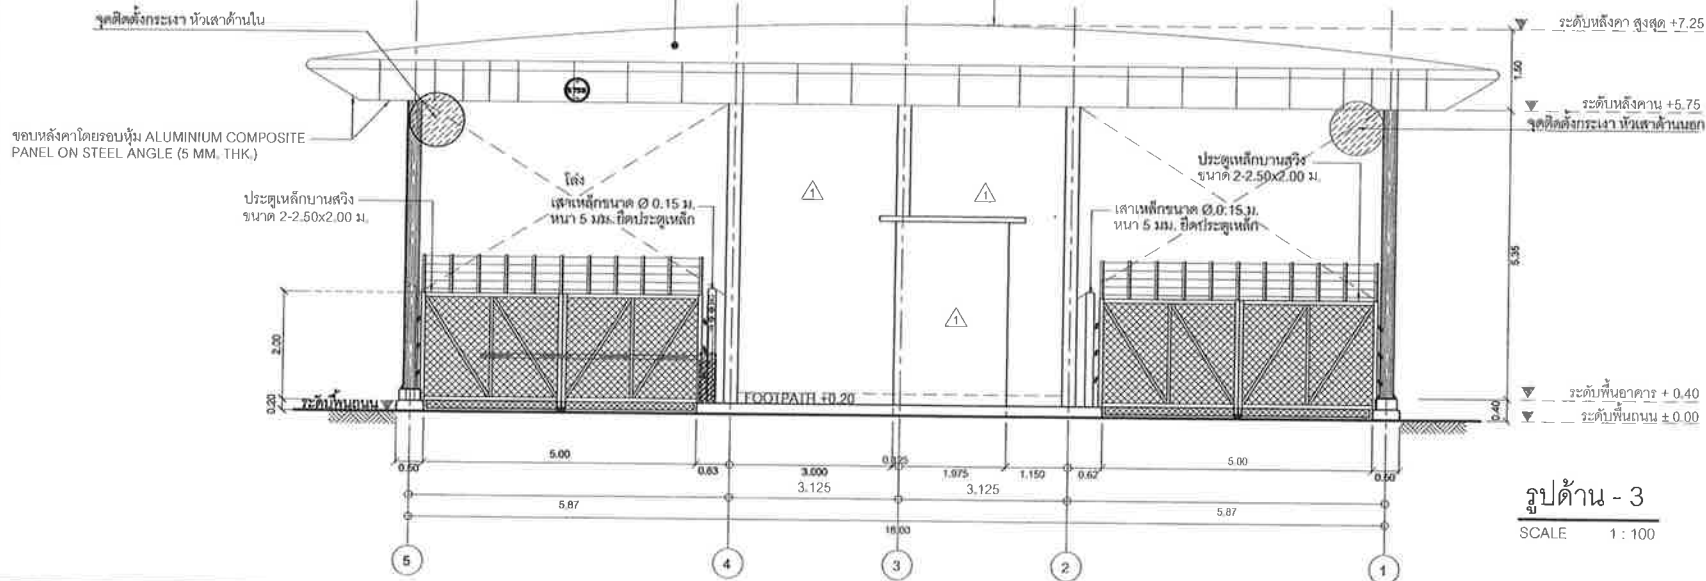 จุดติดตั้งกระเงา หัวเสาด้านใน
ระดับหลังคา สูงสุด +7.25
1.50
ระดับหลังคาน +5.75
จุดติดตั้งกระเงา หัวเสาด้านนอก
ขอบหลังคาโดยรอบหุ้ม ALUMINIUM COMPOSITE
PANEL ON STEEL ANGLE (5 MM. THK.)
ประตูเหล็กบานสวิง
ขนาด 2-2.50x2.00 ม.
โล่ง
เสาเหล็กขนาด Ø 0.15 ม.
หนา 5 มม. ยึดประตูเหล็ก
1
1
1
ประตูเหล็กบานสวิง
ขนาด 2-2.50x2.00 ม.
เสาเหล็กขนาด Ø.0.15 ม.
หนา 5 มม. ยึดประตูเหล็ก
5.35
2.00
0.20
ระดับพื้นถนน
FOOTPATH +0.20
ระดับพื้นอาคาร + 0.40
0.40
ระดับพื้นถนน ± 0.00
0.50
5.00
0.63
3.000
0.125
1.975
1.150
0.62
5.00
0.50
5.87
3.125
3.125
5.87
18.00
5
4
3
2
1
รูปด้าน - 3
SCALE 1 : 100